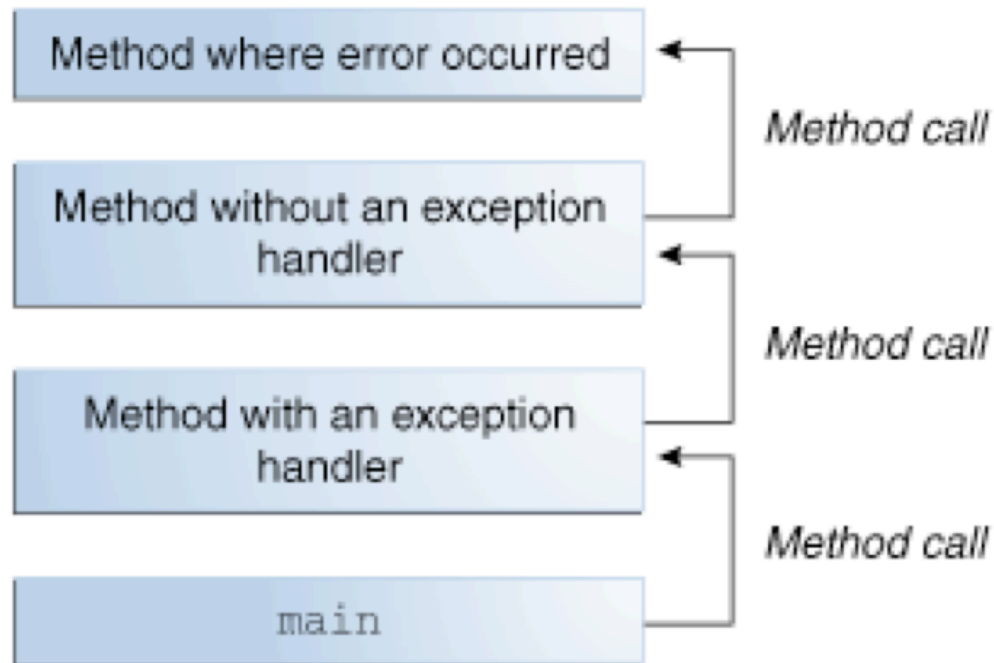 Method where error occurred
Method call
Method without an exception
handler
Method call
Method with an exception
handler
Method call
main